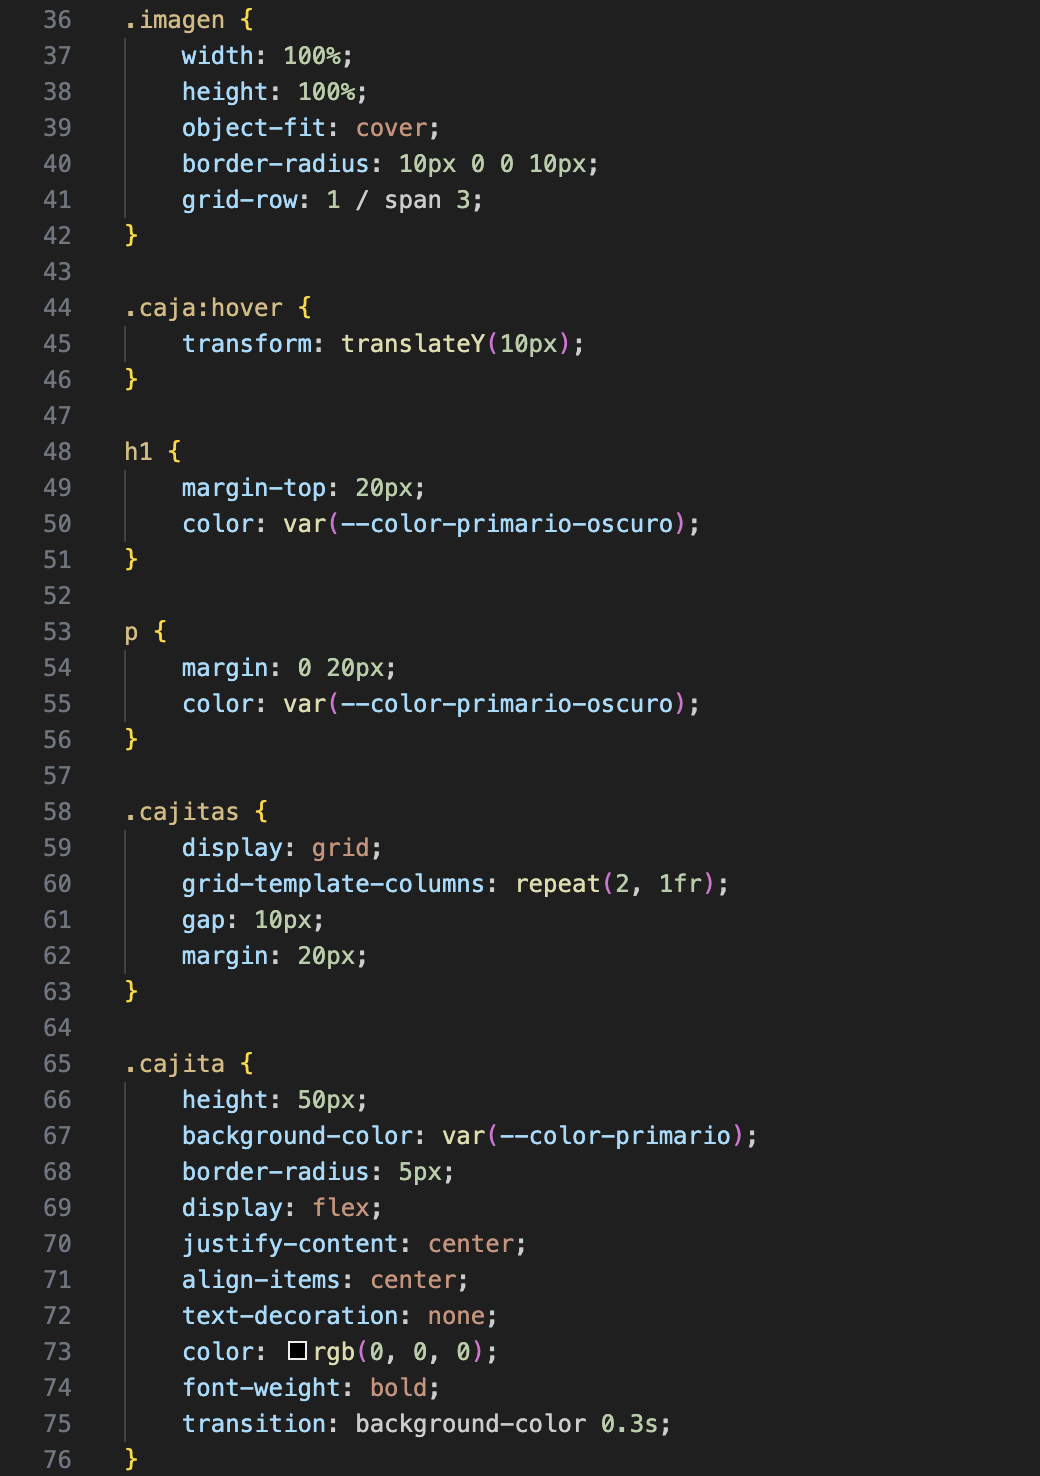 36 .imagen {
37 width: 100%;
38 height: 100%;
39 object-fit: cover;
40 border-radius: 10px 0 0 10px;
41 grid-row: 1 / span 3;
42 }
43
44 .caja:hover {
45 transform: translateY(10px);
46 }
47
48 h1 {
49 margin-top: 20px;
50 color: var(--color-primario-oscuro);
51 }
52
53 p {
54 margin: 0 20px;
55 color: var(--color-primario-oscuro);
56 }
57
58 .cajitas {
59 display: grid;
60 grid-template-columns: repeat(2, 1fr);
61 gap: 10px;
62 margin: 20px;
63 }
64
65 .cajita {
66 height: 50px;
67 background-color: var(--color-primario);
68 border-radius: 5px;
69 display: flex;
70 justify-content: center;
71 align-items: center;
72 text-decoration: none;
73 color: rgb(0, 0, 0);
74 font-weight: bold;
75 transition: background-color 0.3s;
76 }